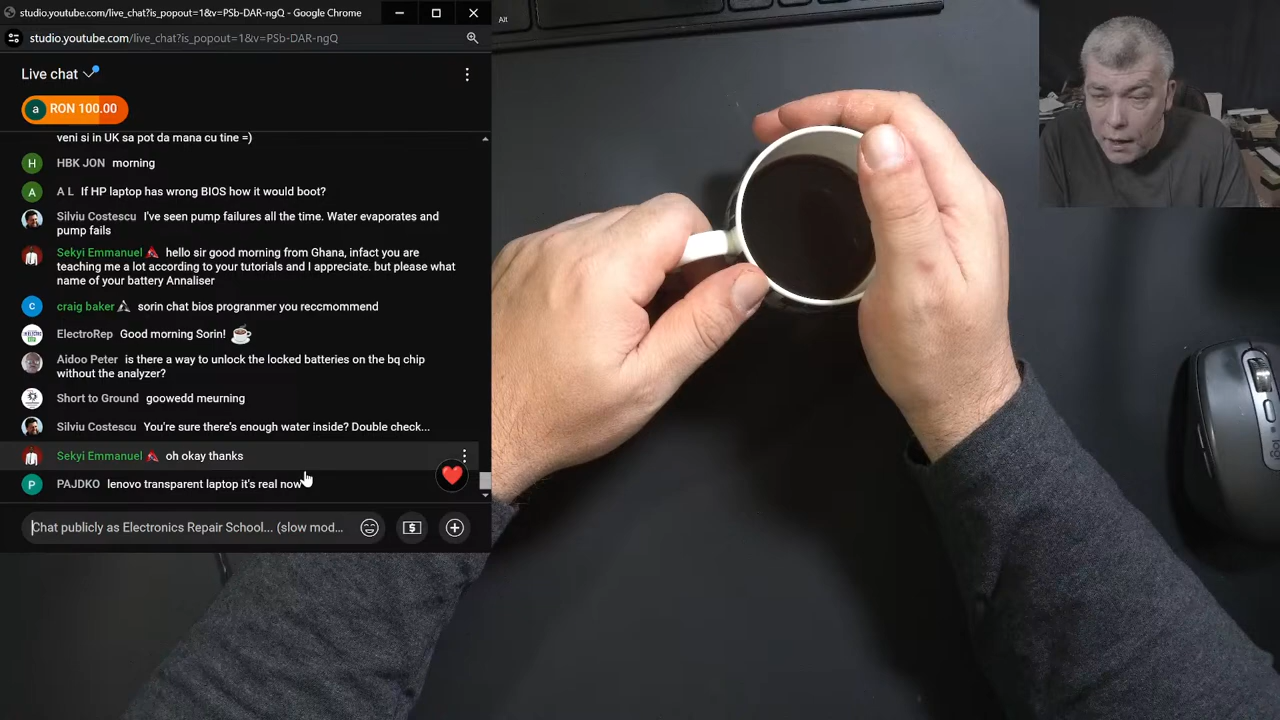 studio.youtube.com/live_chat?is_popout=1&v=PSb-DAR-ngQ - Google Chrome
studio.youtube.com/live_chat?is_popout=1&v=PSb-DAR-ngQ
Alt
Live chat
a RON 100.00
veni si in UK sa pot da mana cu tine =)
H HBK JON morning
A A L If HP laptop has wrong BIOS how it would boot?
Silviu Costescu I've seen pump failures all the time. Water evaporates and
pump fails
Sekyi Emmanuel hello sir good morning from Ghana, infact you are
teaching me a lot according to your tutorials and I appreciate. but please what
name of your battery Annaliser
C craig baker sorin chat bios progranmer you reccmommend
ElectroRep Good morning Sorin!
Aidoo Peter is there a way to unlock the locked batteries on the bq chip
without the analyzer?
Short to Ground goowedd meurning
Silviu Costescu You're sure there's enough water inside? Double check...
Sekyi Emmanuel oh okay thanks
P PAJDKO lenovo transparent laptop it's real now
Chat publicly as Electronics Repair School... (slow mod...